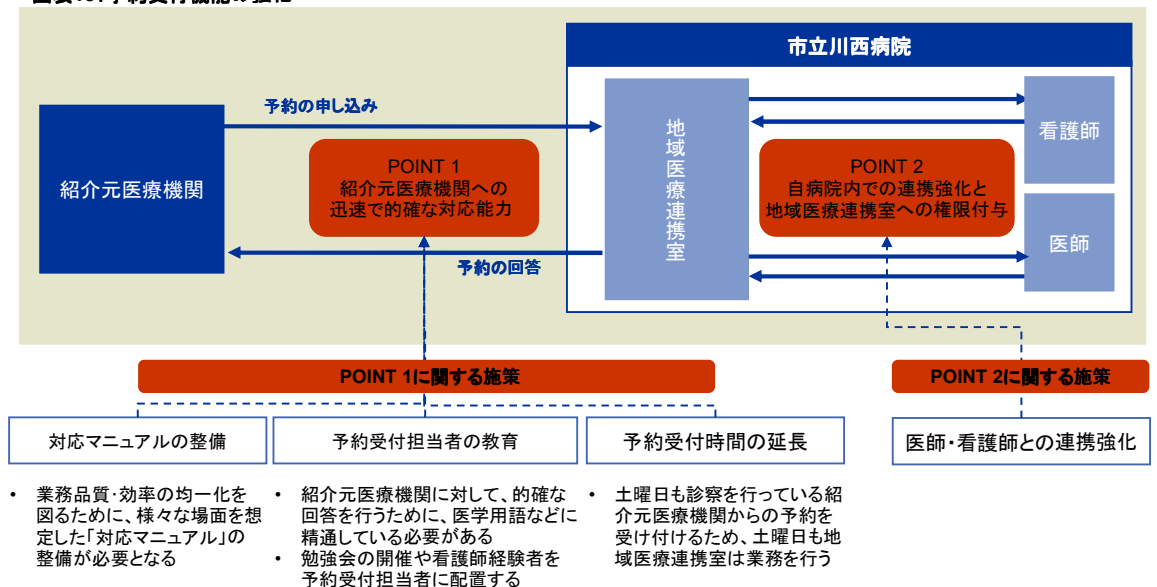 市立川西病院
予約の申し込み
紹介元医療機関
POINT 1
紹介元医療機関への
迅速で的確な対応能力
予約の回答
地域医療連携室
POINT 2
自病院内での連携強化と
地域医療連携室への権限付与
看護師
医師
POINT 1に関する施策
POINT 2に関する施策
対応マニュアルの整備
予約受付担当者の教育
予約受付時間の延長
医師・看護師との連携強化
• 業務品質・効率の均一化を
図るために、様々な場面を想
定した「対応マニュアル」の
整備が必要となる
• 紹介元医療機関に対して、的確な
回答を行うために、医学用語などに
精通している必要がある
• 勉強会の開催や看護師経験者を
予約受付担当者に配置する
• 土曜日も診察を行っている紹
介元医療機関からの予約を
受け付けるため、土曜日も地
域医療連携室は業務を行う